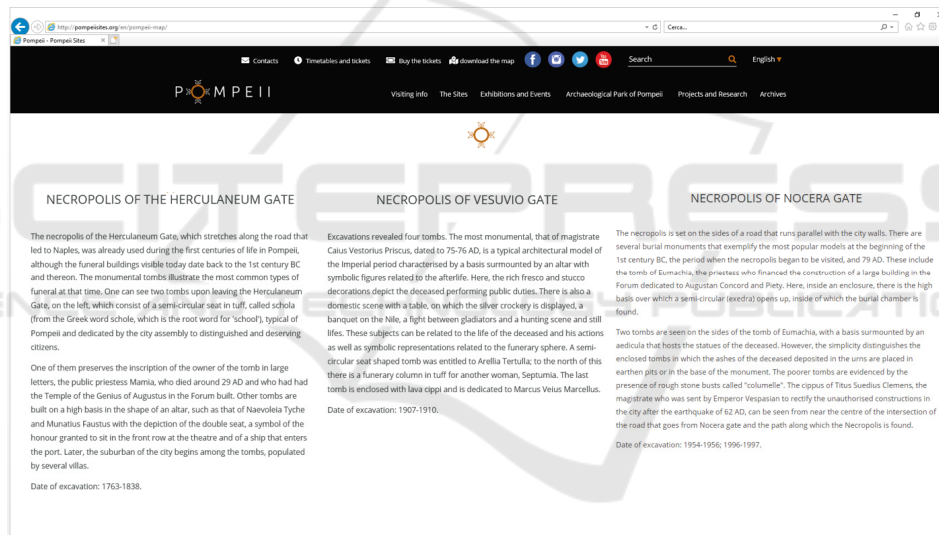 http://pompeiisites.org/en/pompeii-map/
Cerca...
Pompeii - Pompeii Sites
Contacts
Timetables and tickets
Buy the tickets
download the map
Search
English
POMPEII
Visiting info
The Sites
Exhibitions and Events
Archaeological Park of Pompeii
Projects and Research
Archives
NECROPOLIS OF THE HERCULANEUM GATE
The necropolis of the Herculaneum Gate, which stretches along the road that
led to Naples, was already used during the first centuries of life in Pompeii,
although the funeral buildings visible today date back to the 1st century BC
and thereon. The monumental tombs illustrate the most common types of
funeral at that time. One can see two tombs upon leaving the Herculaneum
Gate, on the left, which consist of a semi-circular seat in tuff, called schola
(from the Greek word schole, which is the root word for 'school'), typical of
Pompeii and dedicated by the city assembly to distinguished and deserving
citizens.
One of them preserves the inscription of the owner of the tomb in large
letters, the public priestess Mamia, who died around 29 AD and who had had
the Temple of the Genius of Augustus in the Forum built. Other tombs are
built on a high basis in the shape of an altar, such as that of Naevoleia Tyche
and Munatius Faustus with the depiction of the double seat, a symbol of the
honour granted to sit in the front row at the theatre and of a ship that enters
the port. Later, the suburban of the city begins among the tombs, populated
by several villas.
Date of excavation: 1763-1838.
NECROPOLIS OF VESUVIO GATE
Excavations revealed four tombs. The most monumental, that of magistrate
Caius Vestorius Priscus, dated to 75-76 AD, is a typical architectural model of
the Imperial period characterised by a basis surmounted by an altar with
symbolic figures related to the afterlife. Here, the rich fresco and stucco
decorations depict the deceased performing public duties. There is also a
domestic scene with a table, on which the silver crockery is displayed, a
banquet on the Nile, a fight between gladiators and a hunting scene and still
lifes. These subjects can be related to the life of the deceased and his actions
as well as symbolic representations related to the funerary sphere. A semi-
circular seat shaped tomb was entitled to Arellia Tertulla; to the north of this
there is a funerary column in tuff for another woman, Septumia. The last
tomb is enclosed with lava cippi and is dedicated to Marcus Veius Marcellus.
Date of excavation: 1907-1910.
NECROPOLIS OF NOCERA GATE
The necropolis is set on the sides of a road that runs parallel with the city walls. There are
several burial monuments that exemplify the most popular models at the beginning of the
1st century BC, the period when the necropolis began to be visited, and 79 AD. These include
the tomb of Eumachia, the priestess who financed the construction of a large building in the
Forum dedicated to Augustan Concord and Piety. Here, inside an enclosure, there is the high
basis over which a semi-circular (exedra) opens up, inside of which the burial chamber is
found.
Two tombs are seen on the sides of the tomb of Eumachia, with a basis surmounted by an
aedicula that hosts the statues of the deceased. However, the simplicity distinguishes the
enclosed tombs in which the ashes of the deceased deposited in the urns are placed in
earthen pits or in the base of the monument. The poorer tombs are evidenced by the
presence of rough stone busts called "columelle". The cippus of Titus Suedius Clemens, the
magistrate who was sent by Emperor Vespasian to rectify the unauthorised constructions in
the city after the earthquake of 62 AD, can be seen from near the centre of the intersection of
the road that goes from Nocera gate and the path along which the Necropolis is found.
Date of excavation: 1954-1956; 1996-1997.